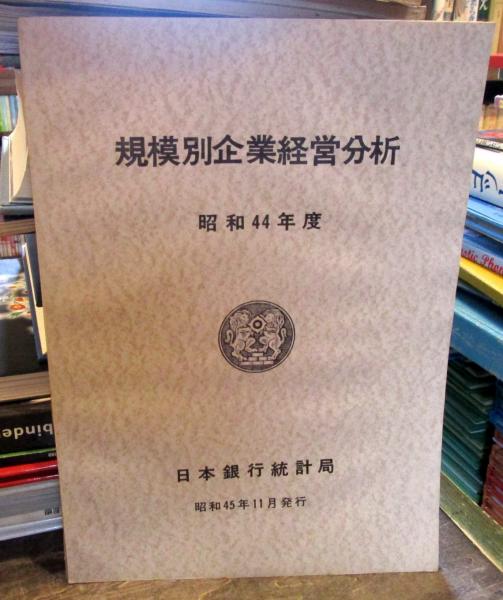 規模別企業経営分析
昭和44年度
日本銀行統計局
昭和45年11月発行
binder